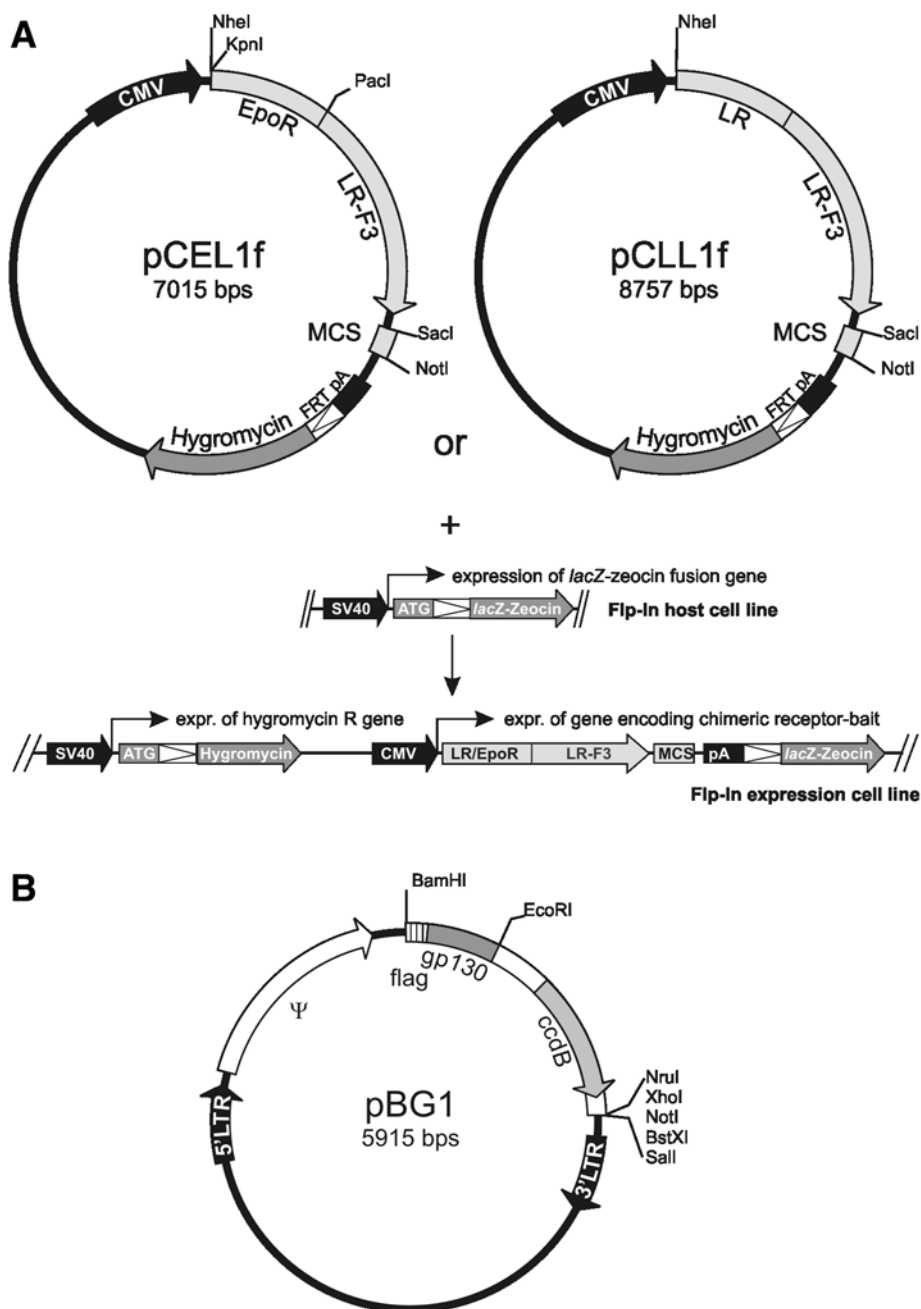 A
NheI
KpnI
CMV
EpoR
PacI
LR-F3
pCEL1f
7015 bps
MCS
SacI
NotI
pA
FRT
Hygromycin
NheI
CMV
LR
LR-F3
pCLL1f
8757 bps
MCS
SacI
NotI
pA
FRT
Hygromycin
or
+
expression of lacZ-zeocin fusion gene
SV40 ATG lacZ-Zeocin Flp-In host cell line
expr. of hygromycin R gene expr. of gene encoding chimeric receptor-bait
SV40 ATG Hygromycin CMV LR/EpoR LR-F3 MCS pA lacZ-Zeocin
Flp-In expression cell line
B
BamHI
EcoRI
flag
gp130
Ψ
ccdB
pBG1
5915 bps
NruI
XhoI
NotI
BstXI
SalI
5'LTR
3'LTR